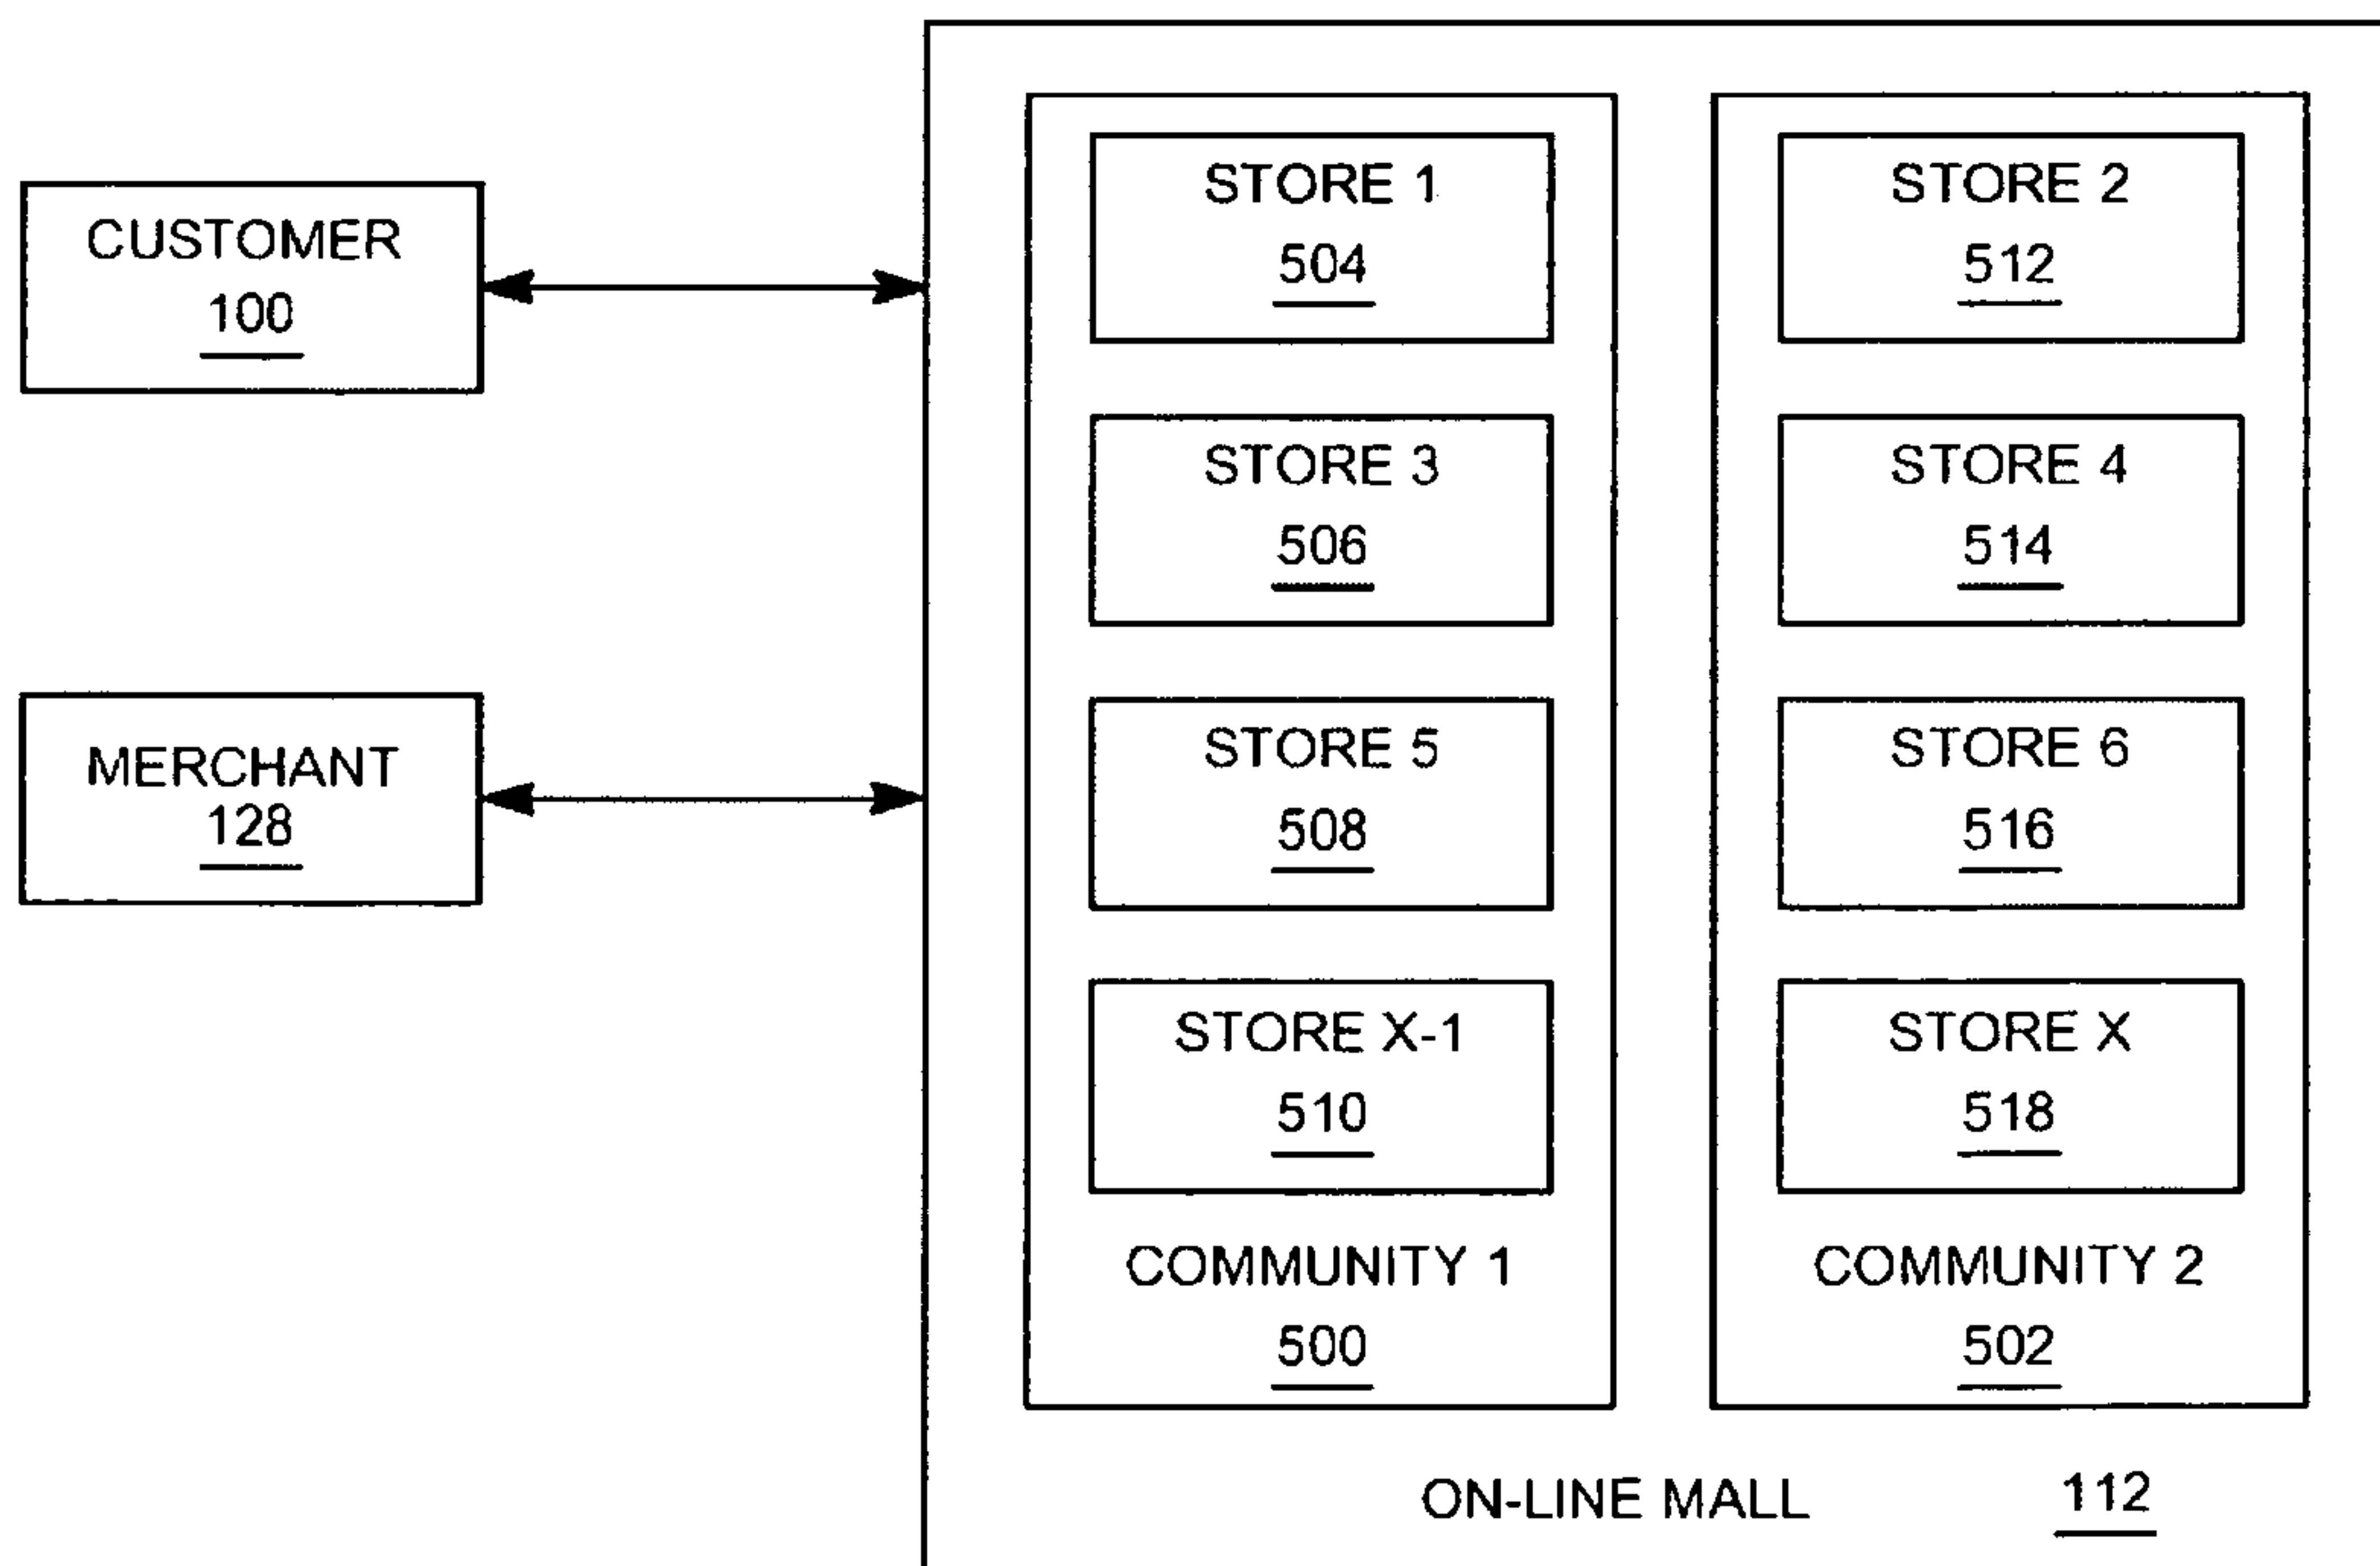 CUSTOMER
100
MERCHANT
128
STORE 1
504
STORE 3
506
STORE 5
508
STORE X-1
510
COMMUNITY 1
500
STORE 2
512
STORE 4
514
STORE 6
516
STORE X
518
COMMUNITY 2
502
ON-LINE MALL 112